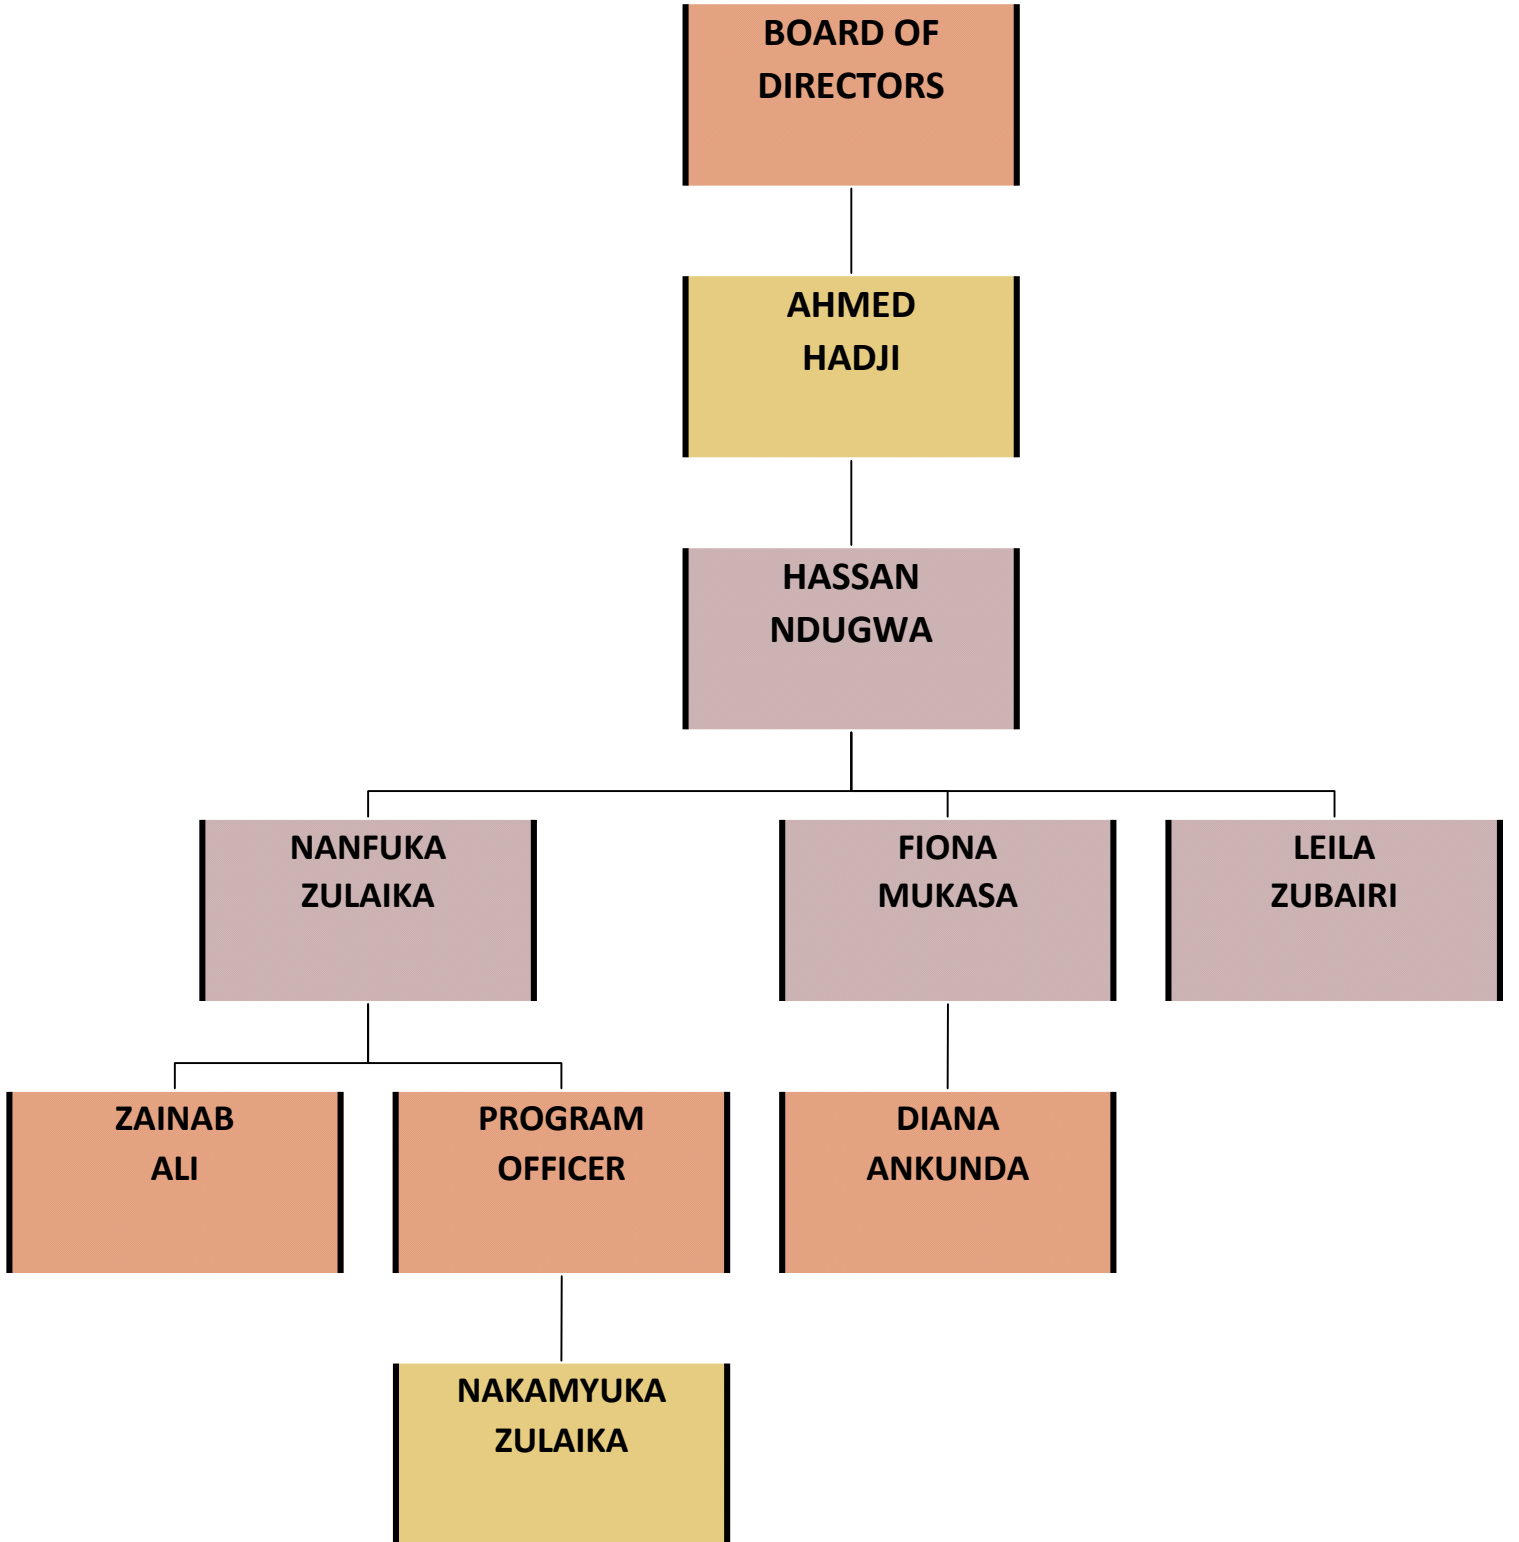 BOARD OF
DIRECTORS
AHMED
HADJI
HASSAN
NDUGWA
NANFUKA
ZULAIKA
FIONA
MUKASA
LEILA
ZUBAIRI
ZAINAB
ALI
PROGRAM
OFFICER
DIANA
ANKUNDA
NAKAMYUKA
ZULAIKA